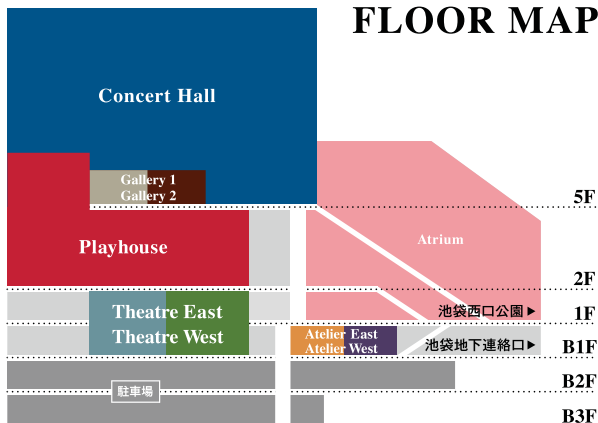 FLOOR MAP
Concert Hall
Gallery 1
Gallery 2
5F
Atrium
Playhouse
2F
Theatre East
Theatre West
池袋西口公園▶
1F
Atelier East
Atelier West
池袋地下連絡口▶
B1F
B2F
駐車場
B3F